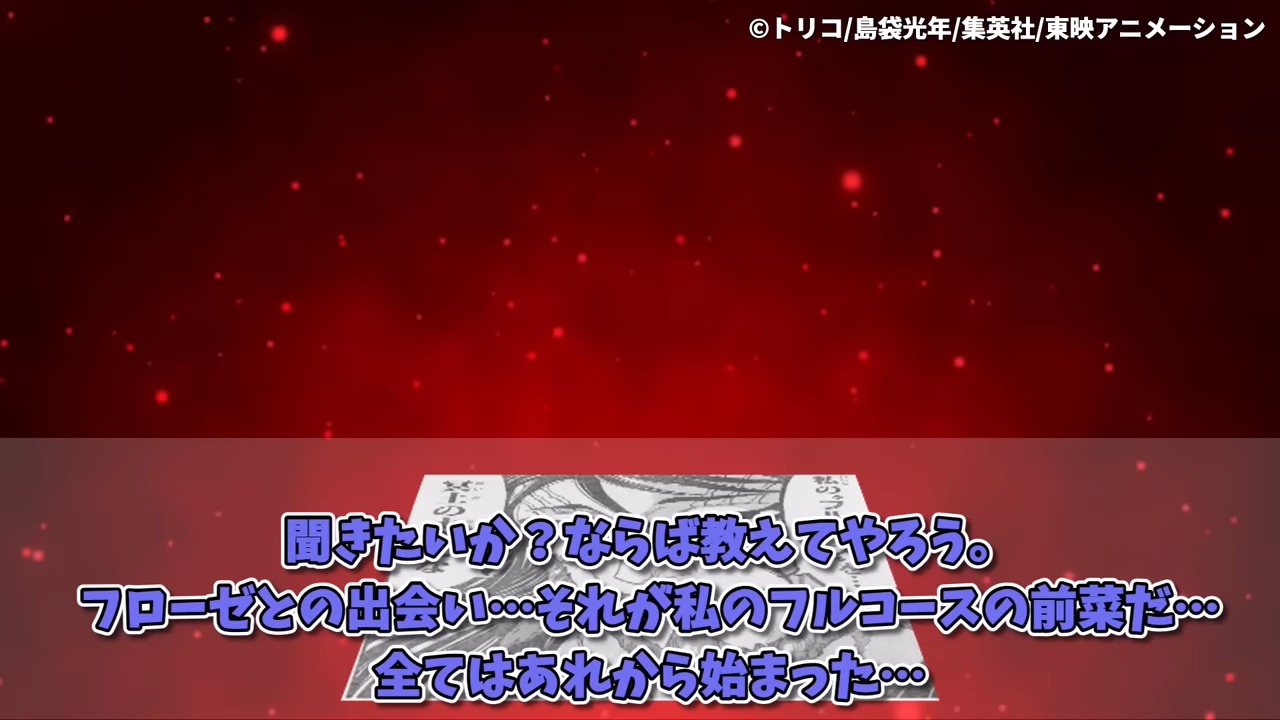 ©トリコ/島袋光年/集英社/東映アニメーション
聞きたいか？ならば教えてやろう。
フローゼとの出会い…それが私のフルコースの前菜だ…
全てはあれから始まった…